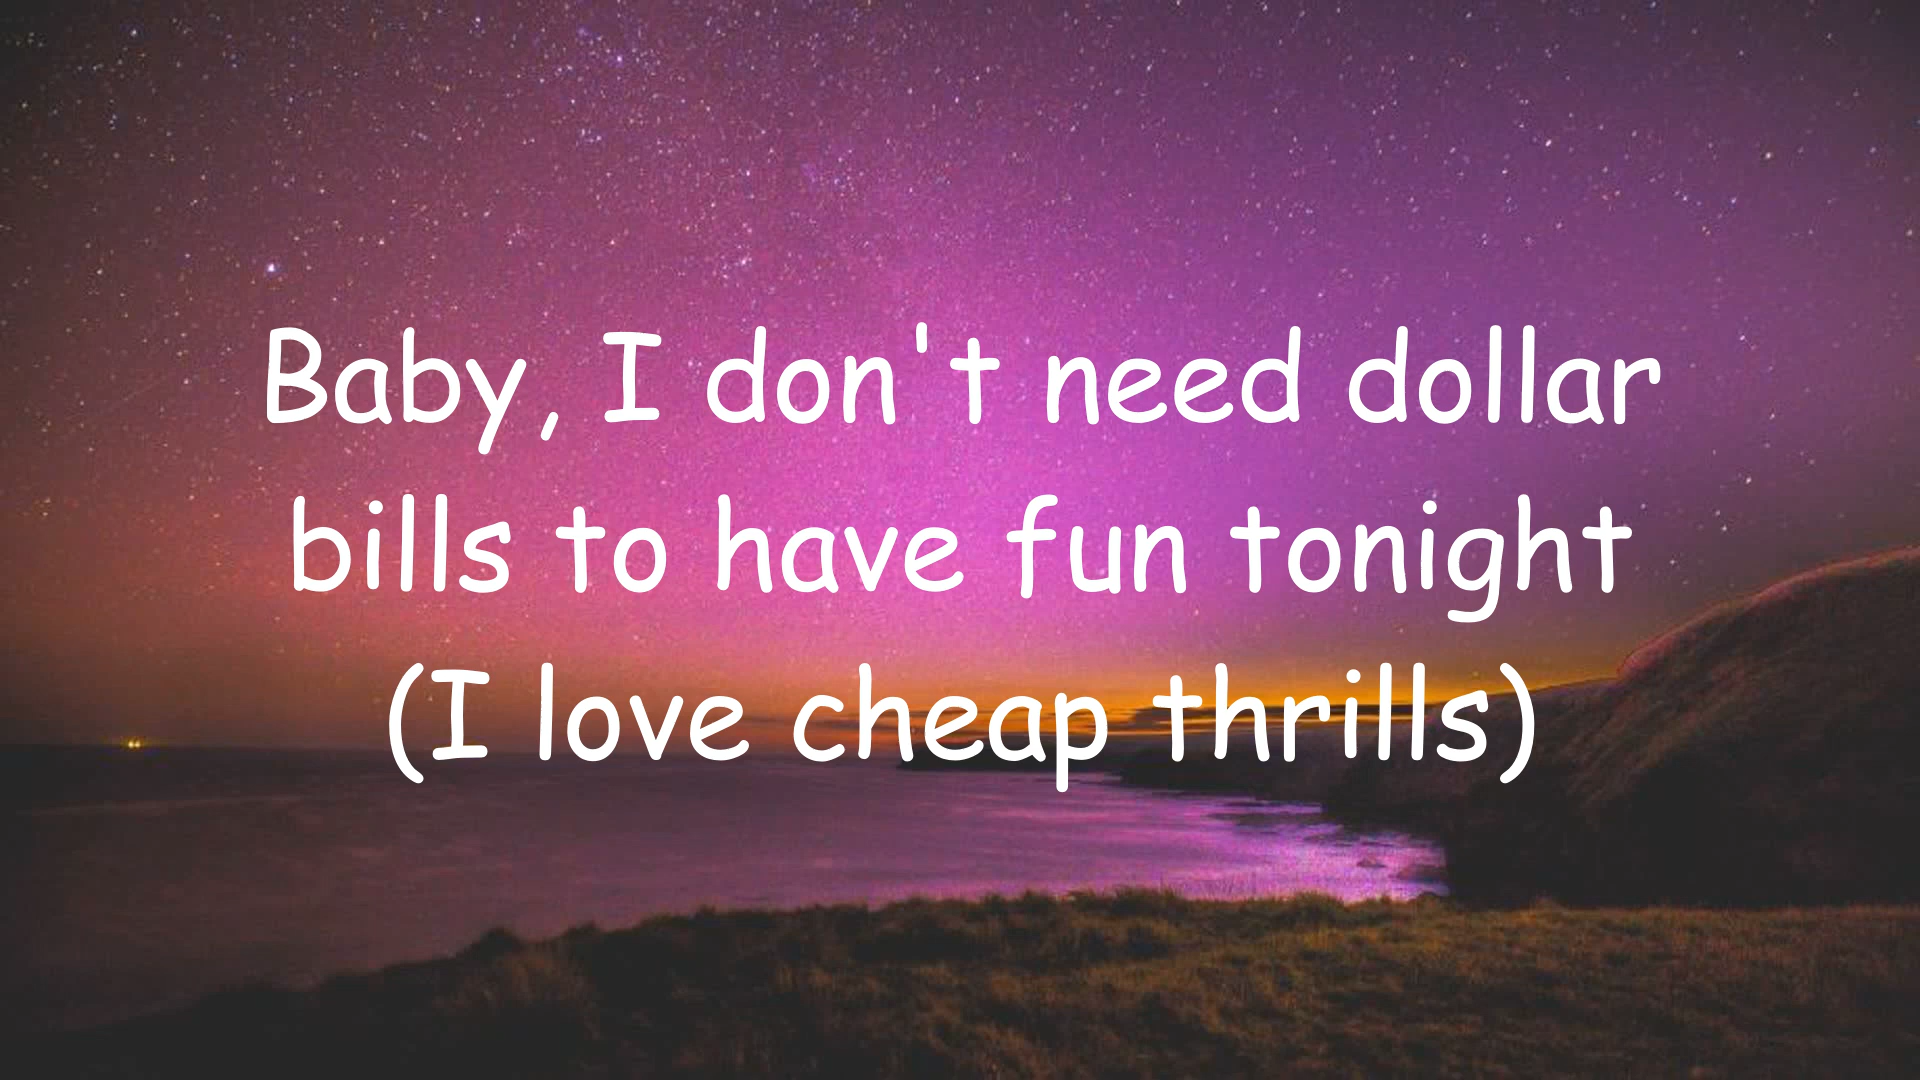 Baby, I don't need dollar
bills to have fun tonight
(I love cheap thrills)